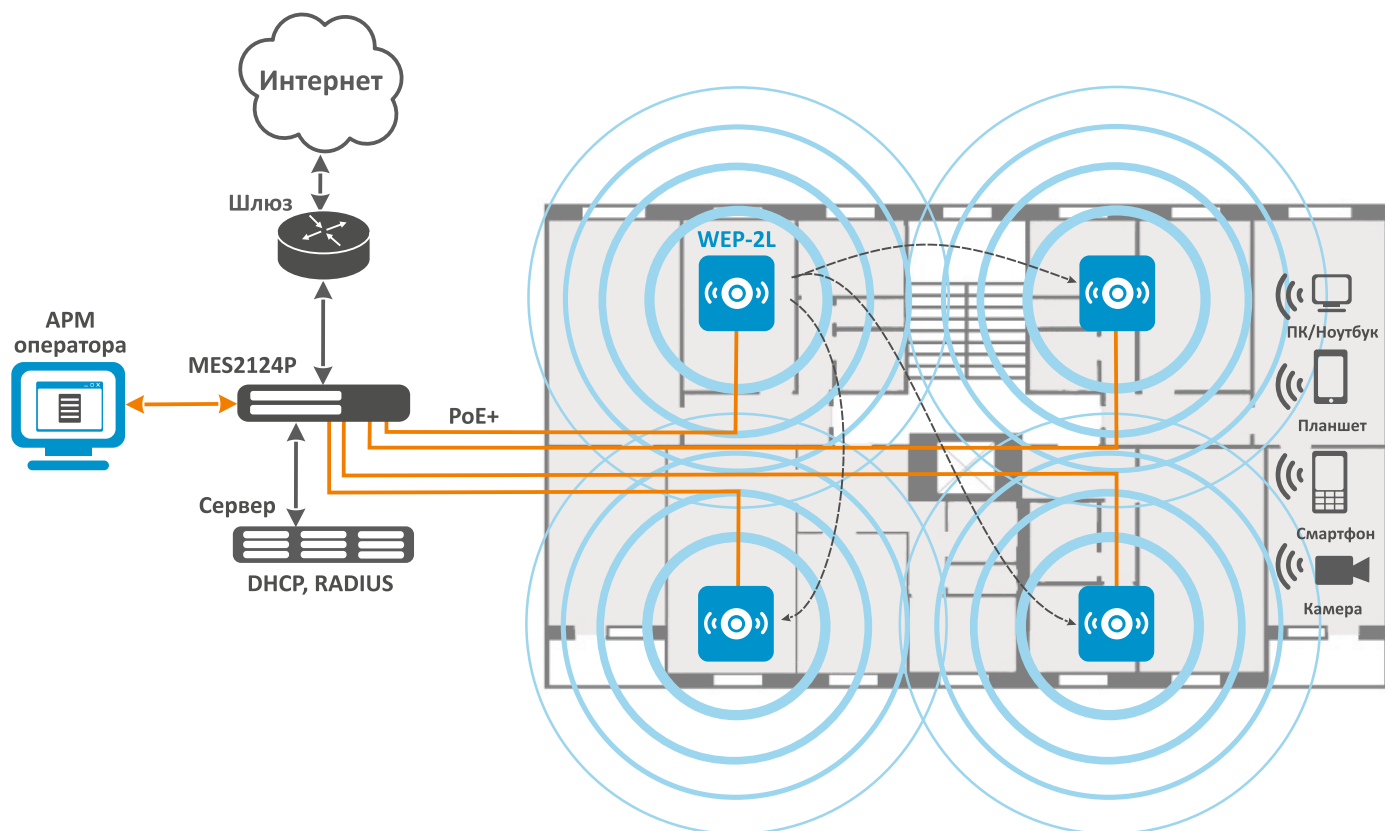 Интернет
Шлюз
АРМ
оператора
MES2124P
PoE+
Сервер
DHCP, RADIUS
WEP-2L
ПК/Ноутбук
Планшет
Смартфон
Камера